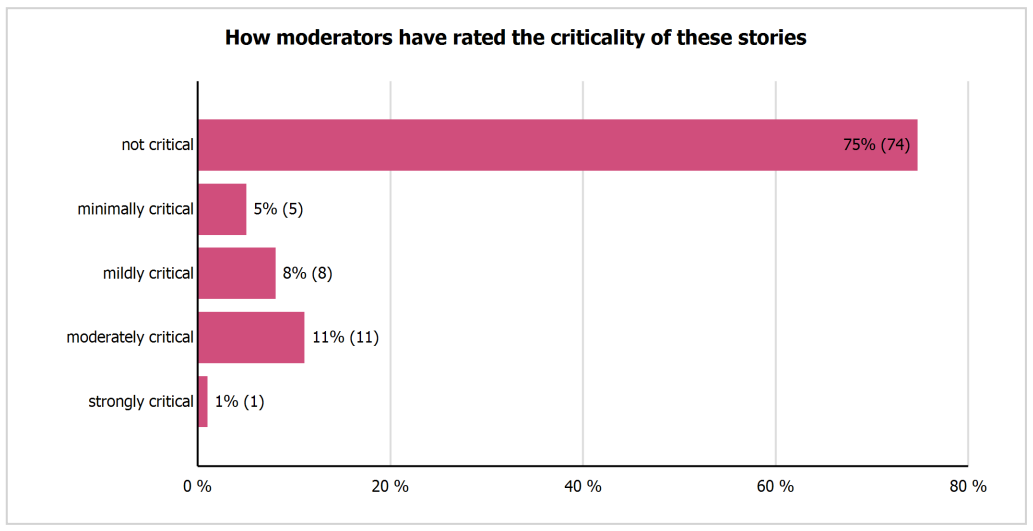 How moderators have rated the criticality of these stories
not critical
75% (74)
minimally critical
5% (5)
mildly critical
8% (8)
moderately critical
11% (11)
strongly critical
1% (1)
0 %
20 %
40 %
60 %
80 %